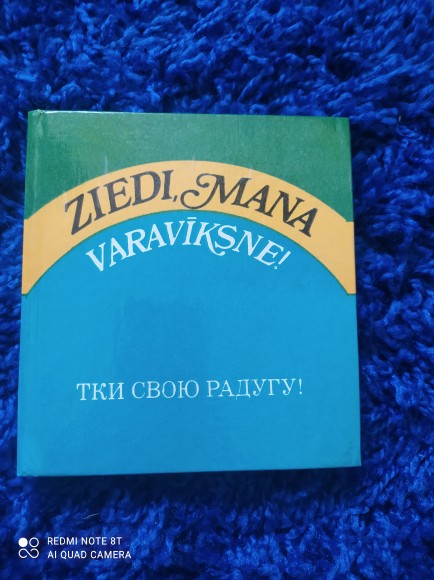 ZIEDI, MANA
VARAVĪKSNE!
ТКИ СВОЮ РАДУГУ!
REDMI NOTE 8T
AI QUAD CAMERA